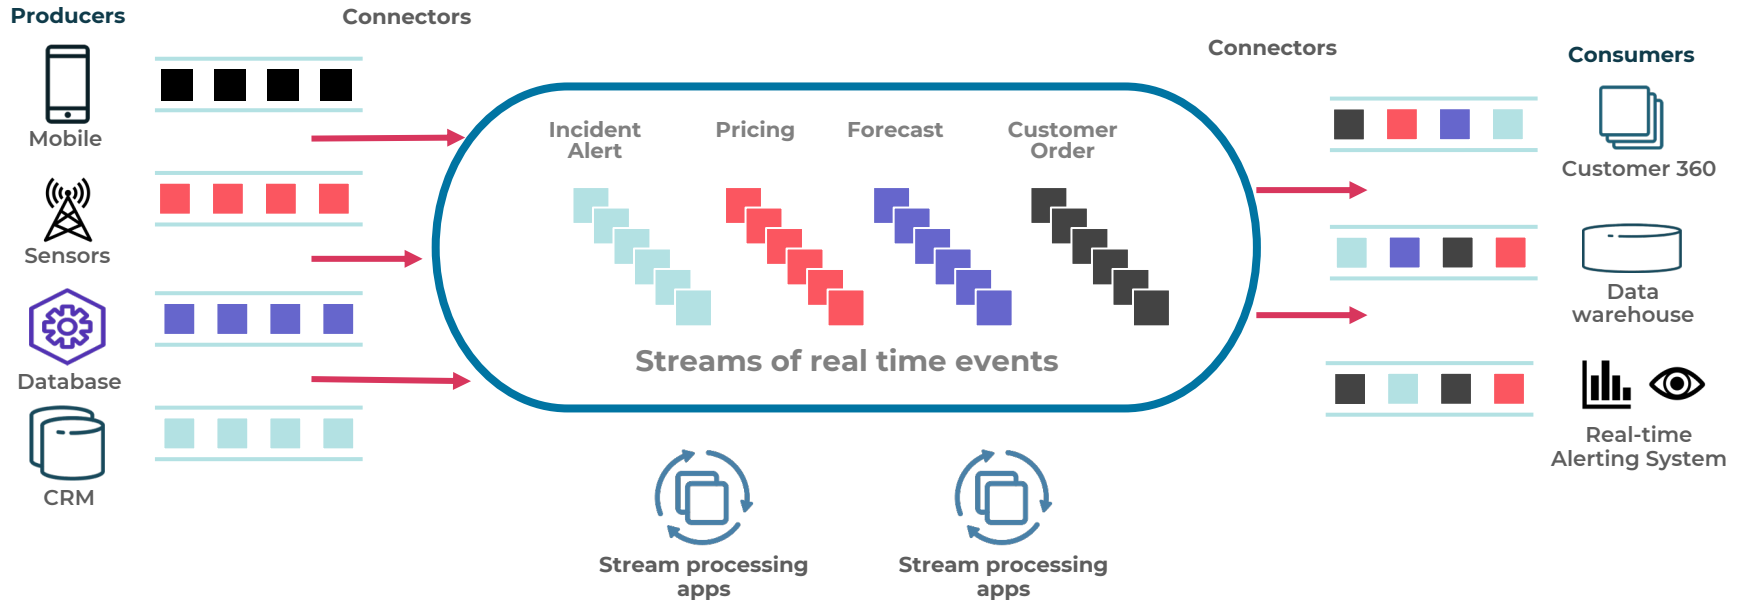 Producers
Connectors
Mobile
Sensors
Database
CRM
Incident
Alert
Pricing
Forecast
Customer
Order
Streams of real time events
Stream processing
apps
Stream processing
apps
Connectors
Consumers
Customer 360
Data
warehouse
Real-time
Alerting System